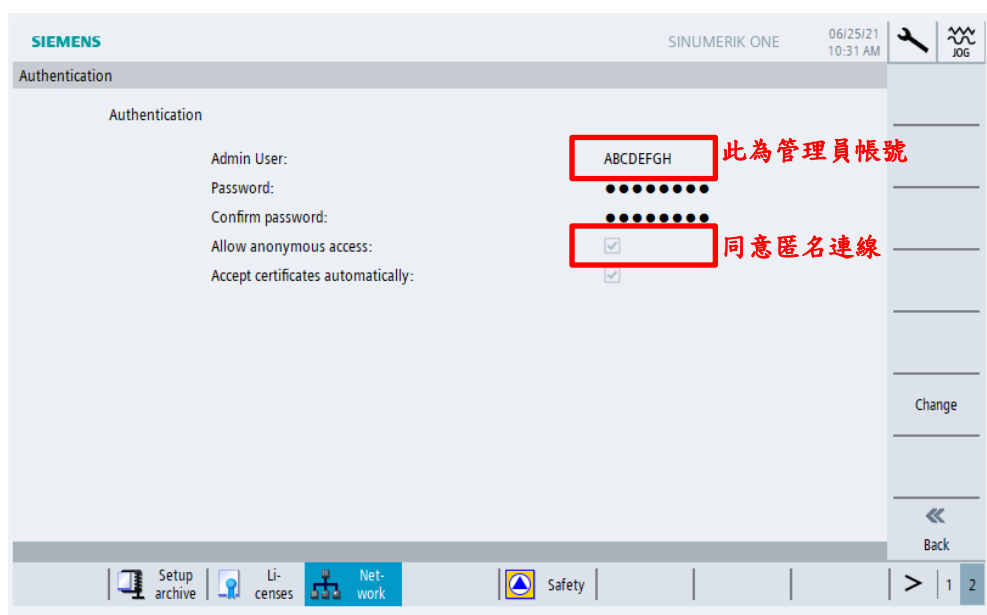 SIEMENS
SINUMERIK ONE
06/25/21
10:31 AM
JOG
Authentication
Authentication
Admin User: ABCDEFGH 此為管理員帳號
Password: ●●●●●●●●
Confirm password: ●●●●●●●●
Allow anonymous access: 同意匿名連線
Accept certificates automatically:
Change
Back
Setup
archive
Li-
censes
Net-
work
Safety
> 1 2